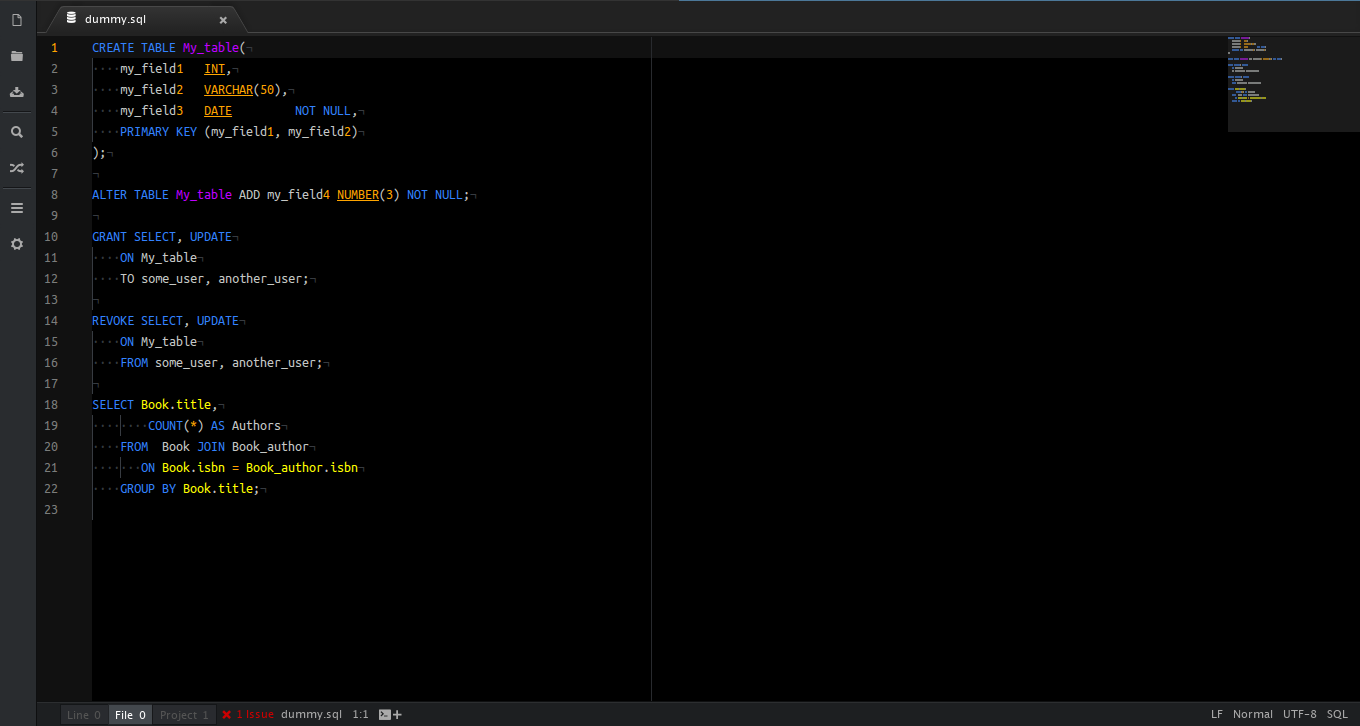 dummy.sql
1 CREATE TABLE My_table(
2     my_field1   INT,
3     my_field2   VARCHAR(50),
4     my_field3   DATE         NOT NULL,
5     PRIMARY KEY (my_field1, my_field2)
6 );
7
8 ALTER TABLE My_table ADD my_field4 NUMBER(3) NOT NULL;
9
10 GRANT SELECT, UPDATE
11     ON My_table
12     TO some_user, another_user;
13
14 REVOKE SELECT, UPDATE
15     ON My_table
16     FROM some_user, another_user;
17
18 SELECT Book.title,
19         COUNT(*) AS Authors
20     FROM  Book JOIN Book_author
21        ON Book.isbn = Book_author.isbn
22     GROUP BY Book.title;
23
Line 0 File 0 Project 1 1 Issue dummy.sql 1:1 LF Normal UTF-8 SQL